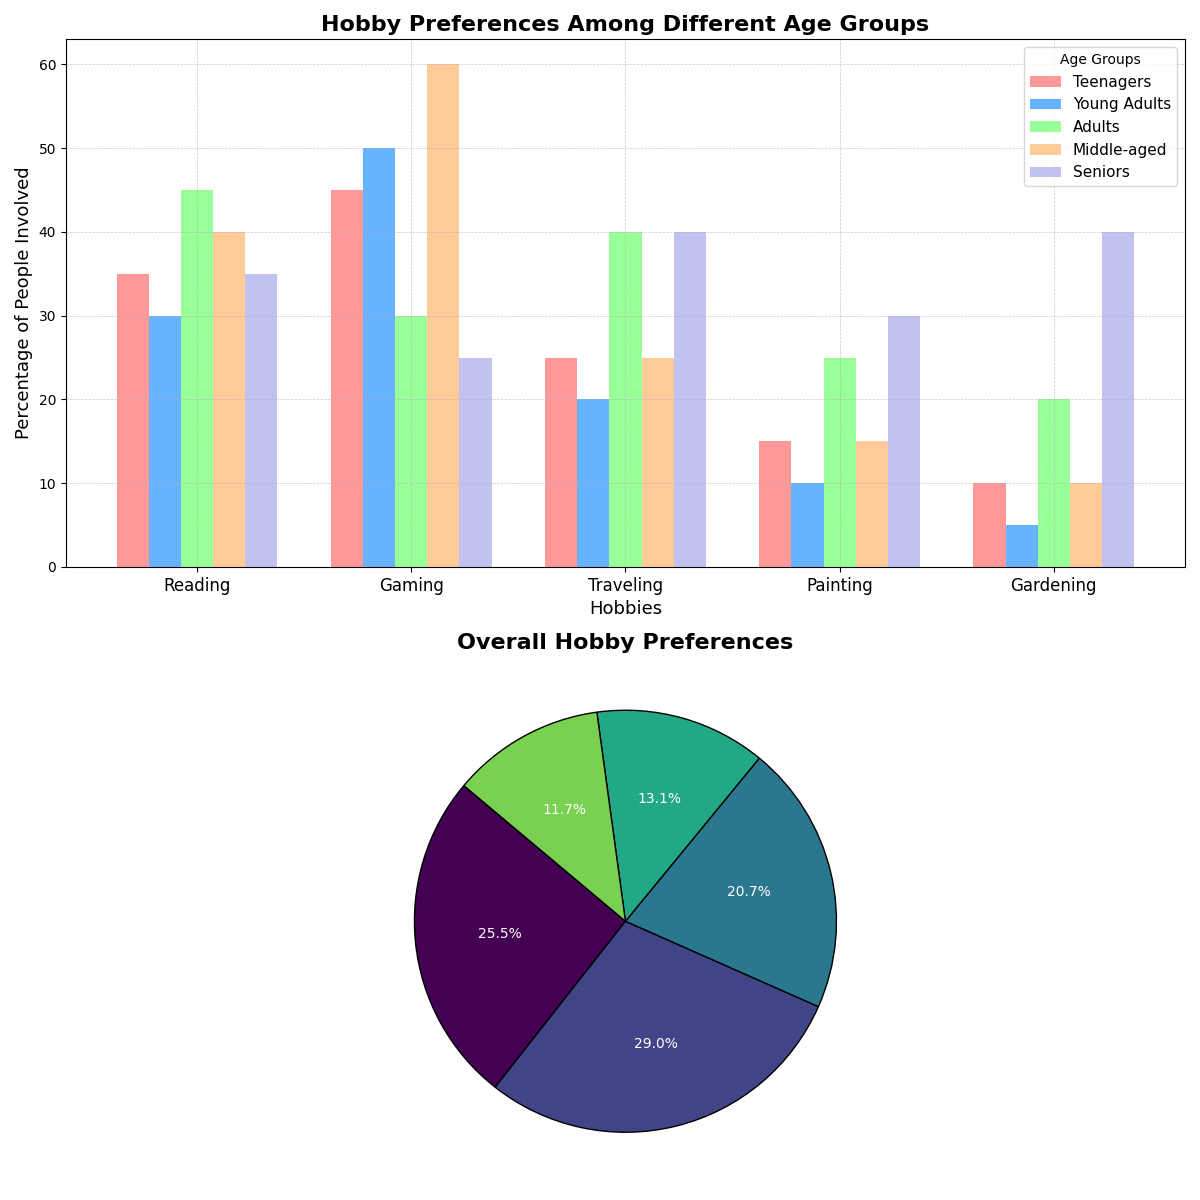 Hobby Preferences Among Different Age Groups
Percentage of People Involved
60
50
40
30
20
10
0
Age Groups
Teenagers
Young Adults
Adults
Middle-aged
Seniors
Reading
Gaming
Traveling
Painting
Gardening
Hobbies
Overall Hobby Preferences
11.7%
13.1%
20.7%
25.5%
29.0%